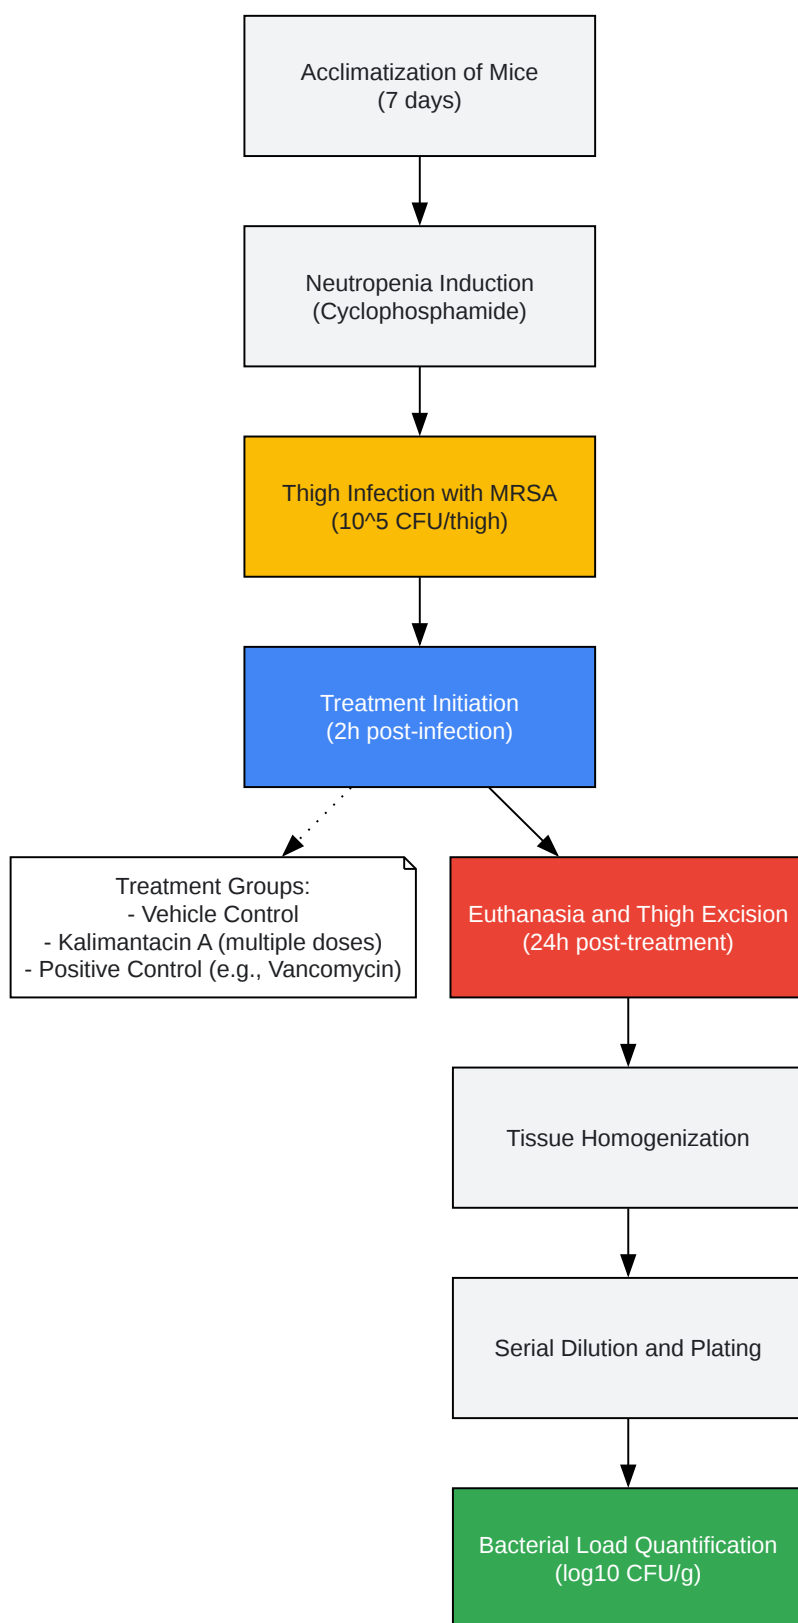 Acclimatization of Mice
(7 days)
Neutropenia Induction
(Cyclophosphamide)
Thigh Infection with MRSA
(10^5 CFU/thigh)
Treatment Initiation
(2h post-infection)
Treatment Groups:
- Vehicle Control
- Kalimantacin A (multiple doses)
- Positive Control (e.g., Vancomycin)
Euthanasia and Thigh Excision
(24h post-treatment)
Tissue Homogenization
Serial Dilution and Plating
Bacterial Load Quantification
(log10 CFU/g)